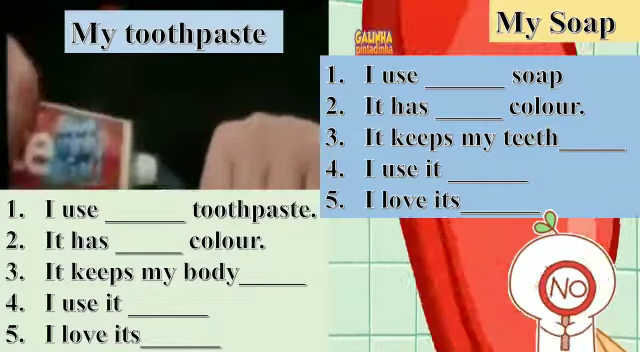 My toothpaste
1. I use ______ toothpaste.
2. It has _____ colour.
3. It keeps my body_____
4. I use it ______
5. I love its______
My Soap
GALINHA
Pintadinha
1. I use ______ soap
2. It has _____ colour.
3. It keeps my teeth_____
4. I use it ______
5. I love its______
NO